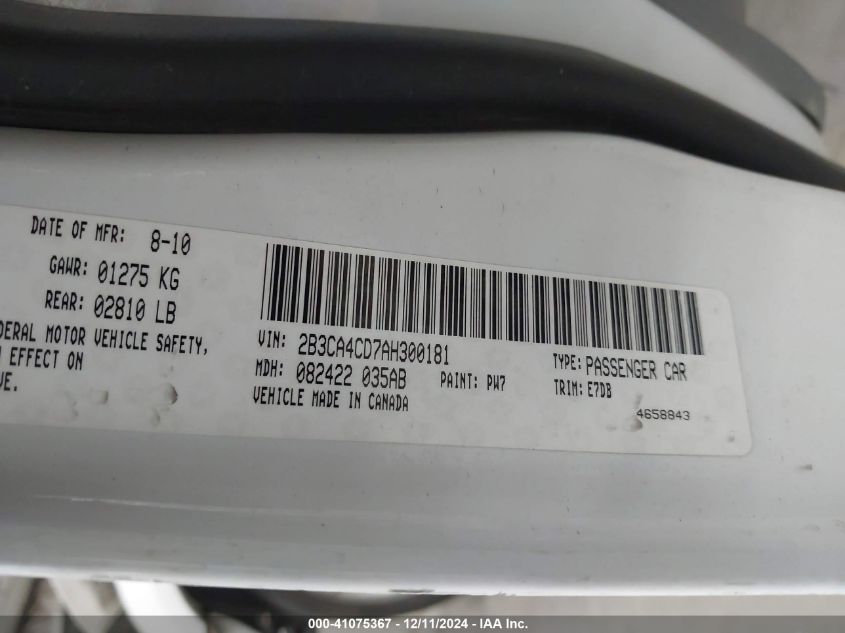 DATE OF MFR: 8-10
GAWR: 01275 KG
REAR: 02810 LB
DERAL MOTOR VEHICLE SAFETY,
EFFECT ON
VE.
VIN: 2B3CA4CD7AH300181
TYPE: PASSENGER CAR
MDH: 082422 035AB PAINT: PW7 TRIM: E7DB
VEHICLE MADE IN CANADA
4658843
000-41075367 - 12/11/2024 - IAA Inc.